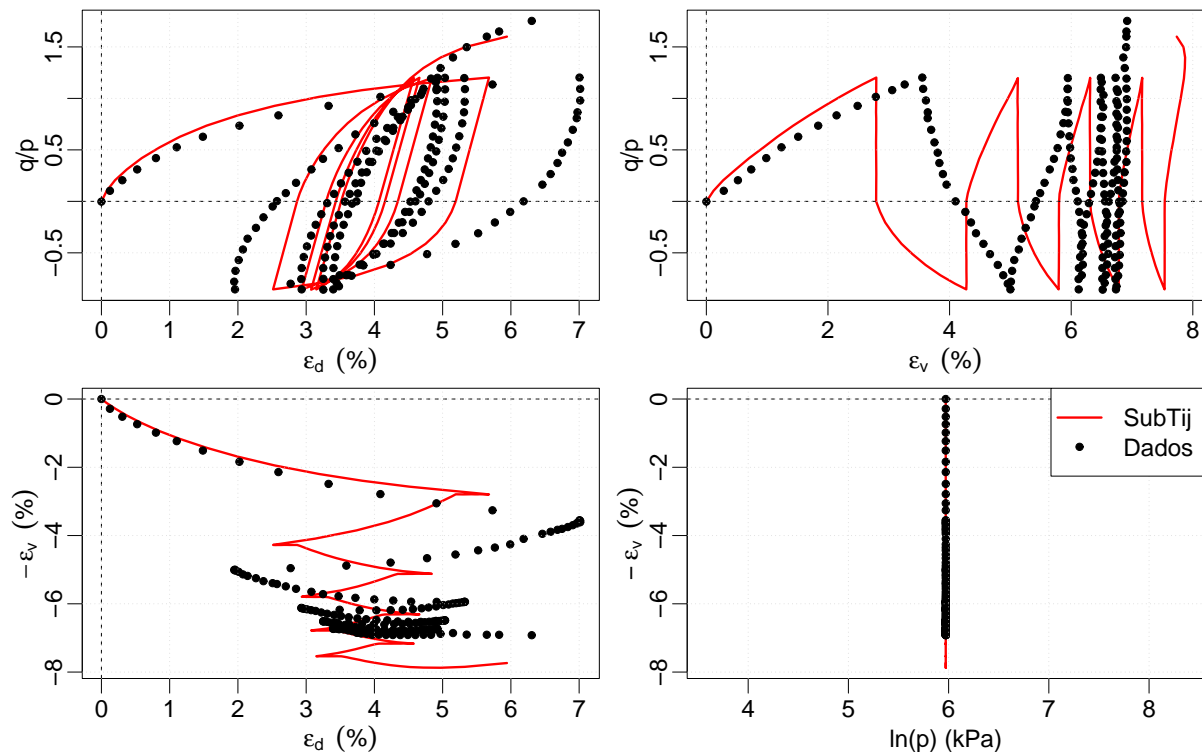 1.5
0.5
−0.5
q/p
0 1 2 3 4 5 6 7
εd (%)
1.5
0.5
−0.5
q/p
0 2 4 6 8
εv (%)
0
−2
−4
−6
−8
−εv (%)
0 1 2 3 4 5 6 7
εd (%)
0
−2
−4
−6
−8
− εv (%)
SubTij
Dados
4 5 6 7 8
ln(p) (kPa)